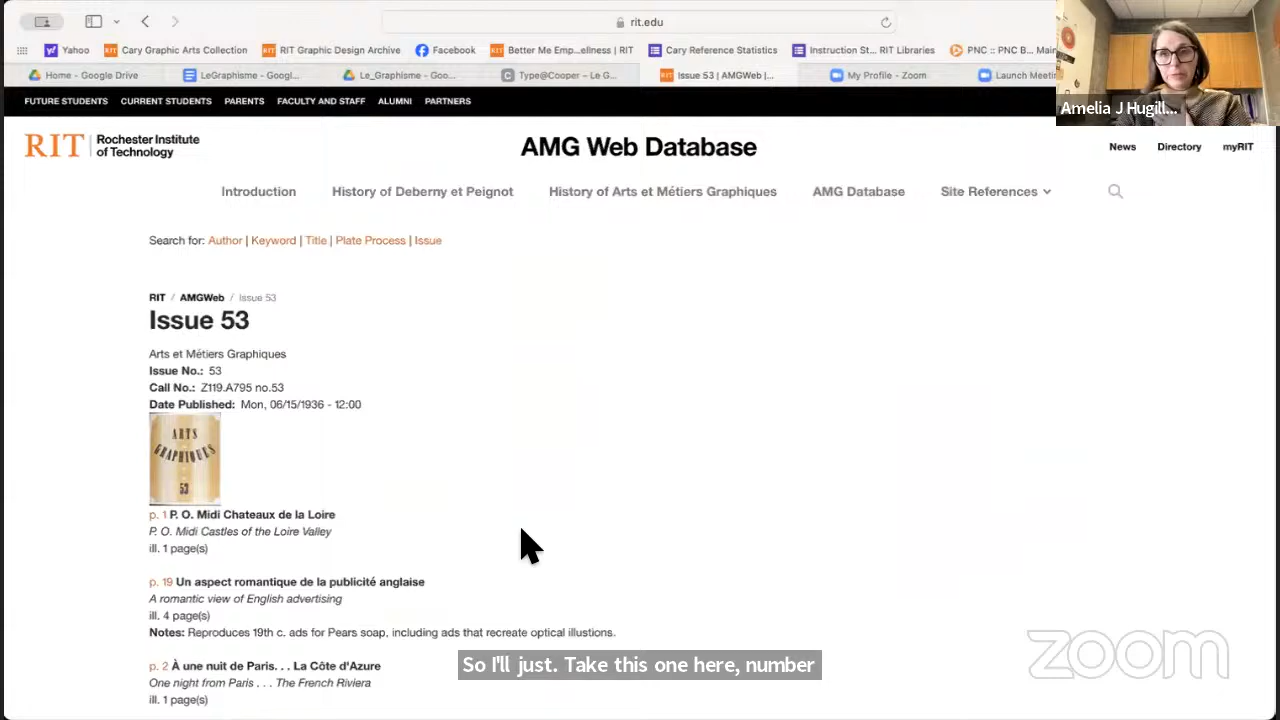 rit.edu
Yahoo
Cary Graphic Arts Collection
RIT Graphic Design Archive
Facebook
Better Me Emp...ellness | RIT
Cary Reference Statistics
Instruction St... RIT Libraries
PNC :: PNC B... Main
Home - Google Drive
LeGraphisme - Googl...
Le_Graphisme - Goo...
Type@Cooper – Le G...
Issue 53 | AMGWeb |...
My Profile - Zoom
Launch Meeti
Amelia J Hugill...
FUTURE STUDENTS CURRENT STUDENTS PARENTS FACULTY AND STAFF ALUMNI PARTNERS
RIT | Rochester Institute
of Technology
AMG Web Database
News Directory myRIT
Introduction History of Deberny et Peignot History of Arts et Métiers Graphiques AMG Database Site References
Search for: Author | Keyword | Title | Plate Process | Issue
RIT / AMGWeb / Issue 53
Issue 53
Arts et Métiers Graphiques
Issue No.: 53
Call No.: Z119.A795 no.53
Date Published: Mon, 06/15/1936 - 12:00
ARTS
GRAPHIQUES
53
p. 1 P. O. Midi Chateaux de la Loire
P. O. Midi Castles of the Loire Valley
ill. 1 page(s)
p. 19 Un aspect romantique de la publicité anglaise
A romantic view of English advertising
ill. 4 page(s)
Notes: Reproduces 19th c. ads for Pears soap, including ads that recreate optical illustions.
p. 2 À une nuit de Paris. . . La Côte d'Azure
One night from Paris . . . The French Riviera
ill. 1 page(s)
So I'll just. Take this one here, number
zoom